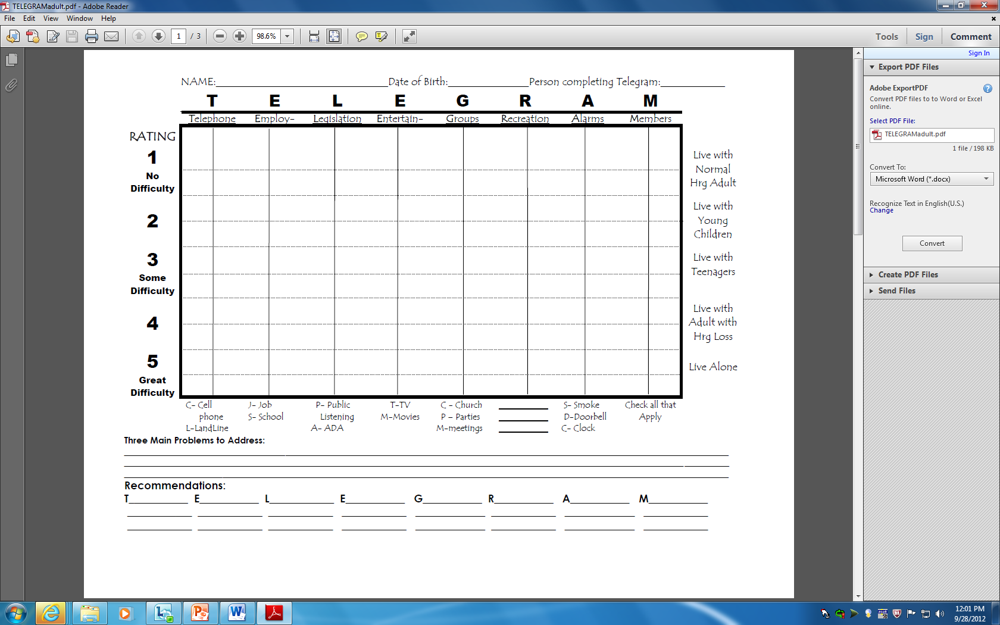 TELEGRAMadult.pdf - Adobe Reader
File Edit View Window Help
1 / 3 98.6% Tools Sign Comment
Sign In
Export PDF Files
Adobe ExportPDF
Convert PDF files to to Word or Excel
online.
Select PDF File:
TELEGRAMadult.pdf
1 file / 198 KB
Convert To:
Microsoft Word (*.docx)
Recognize Text in English(U.S.)
Change
Convert
Create PDF Files
Send Files
NAME:______________ Date of Birth:______________ Person completing Telegram:______________
T E L E G R A M
Telephone Employ- Legislation Entertain- Groups Recreation Alarms Members
RATING
1
No
Difficulty
2
3
Some
Difficulty
4
5
Great
Difficulty
Live with
Normal
Hrg Adult
Live with
Young
Children
Live with
Teenagers
Live with
Adult with
Hrg Loss
Live Alone
C- Cell J- Job P- Public T-TV C - Church S- Smoke Check all that
phone S- School Listening M-Movies P - Parties D-Doorbell Apply
L-LandLine A- ADA M-meetings C- Clock
Three Main Problems to Address:
Recommendations:
T E L E G R A M
12:01 PM
9/28/2012